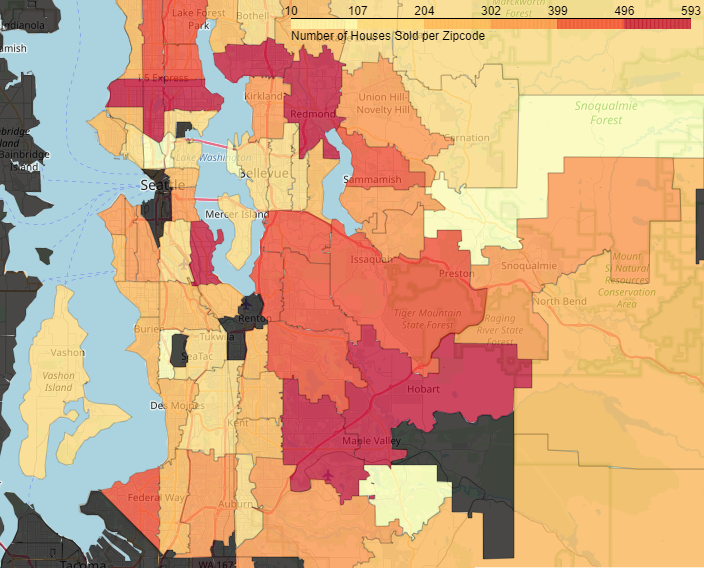 10 107 204 302 399 496 593
Number of Houses Sold per Zipcode
Marckworth
Forest
Lake Forest
Park
Bothell
Indianola
L5 Express
Kirkland
Union Hill-
Novelty Hill
Redmond
Snoqualmie
Forest
Carnation
Bainbridge
Island
Lake Washington
Bellevue
Sammamish
Seattle
Mercer Island
Issaquah
Preston
Snoqualmie
Mount
Si Natural
Resources
Conservation
Area
North Bend
Tiger Mountain
State Forest
Raging
River State
Forest
Renton
Burien
Tukwila
SeaTac
Vashon
Vashon
Island
Hobart
Des Moines
Kent
Maple Valley
Federal Way
Auburn
Tacoma
WA 167